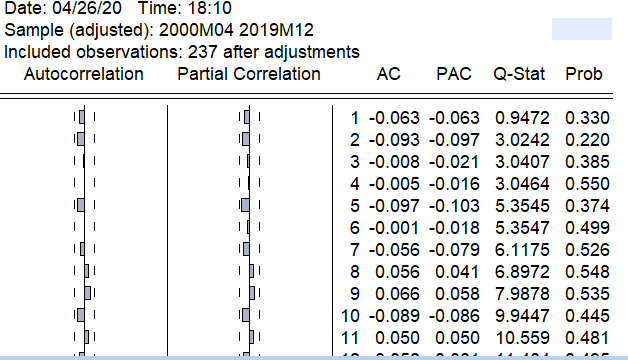 Date: 04/26/20 Time: 18:10
Sample (adjusted): 2000M04 2019M12
Included observations: 237 after adjustments
Autocorrelation Partial Correlation AC PAC Q-Stat Prob
1 -0.063 -0.063 0.9472 0.330
2 -0.093 -0.097 3.0242 0.220
3 -0.008 -0.021 3.0407 0.385
4 -0.005 -0.016 3.0464 0.550
5 -0.097 -0.103 5.3545 0.374
6 -0.001 -0.018 5.3547 0.499
7 -0.056 -0.079 6.1175 0.526
8 0.056 0.041 6.8972 0.548
9 0.066 0.058 7.9878 0.535
10 -0.089 -0.086 9.9447 0.445
11 0.050 0.050 10.559 0.481